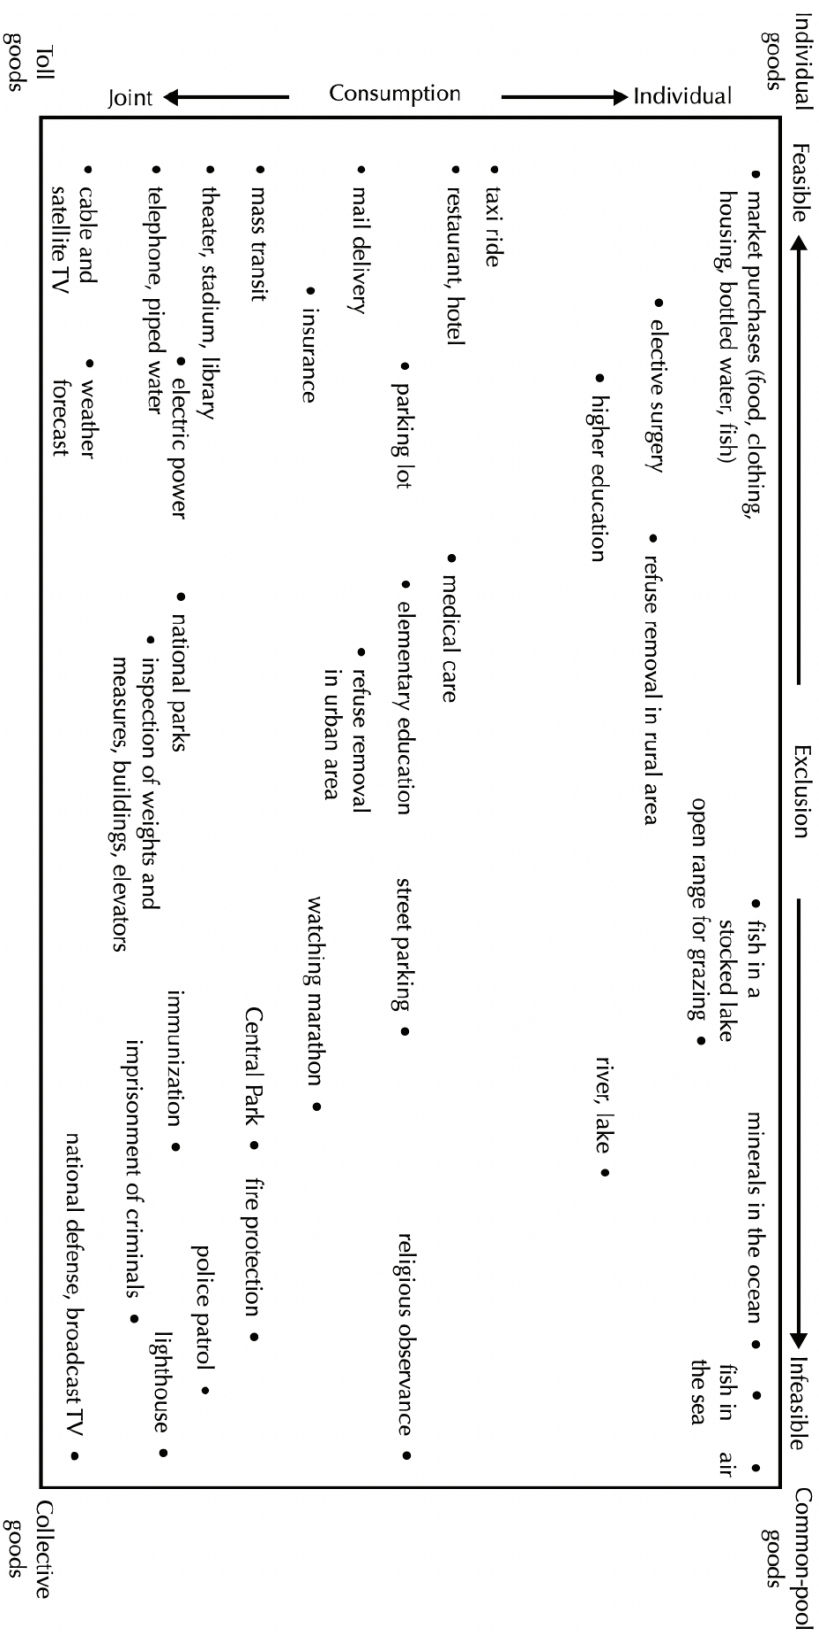 Individual
goods
Feasible
Exclusion
Infeasible
Common-pool
goods
Individual
Consumption
Joint
Toll
goods
Collective
goods
market purchases (food, clothing,
housing, bottled water, fish)
fish in a
stocked lake
minerals in the ocean
fish in
the sea
air
open range for grazing
elective surgery
refuse removal in rural area
higher education
river, lake
taxi ride
restaurant, hotel
medical care
parking lot
elementary education
street parking
religious observance
mail delivery
refuse removal
in urban area
insurance
watching marathon
mass transit
Central Park
fire protection
theater, stadium, library
police patrol
electric power
national parks
immunization
telephone, piped water
inspection of weights and
measures, buildings, elevators
lighthouse
imprisonment of criminals
cable and
satellite TV
weather
forecast
national defense, broadcast TV